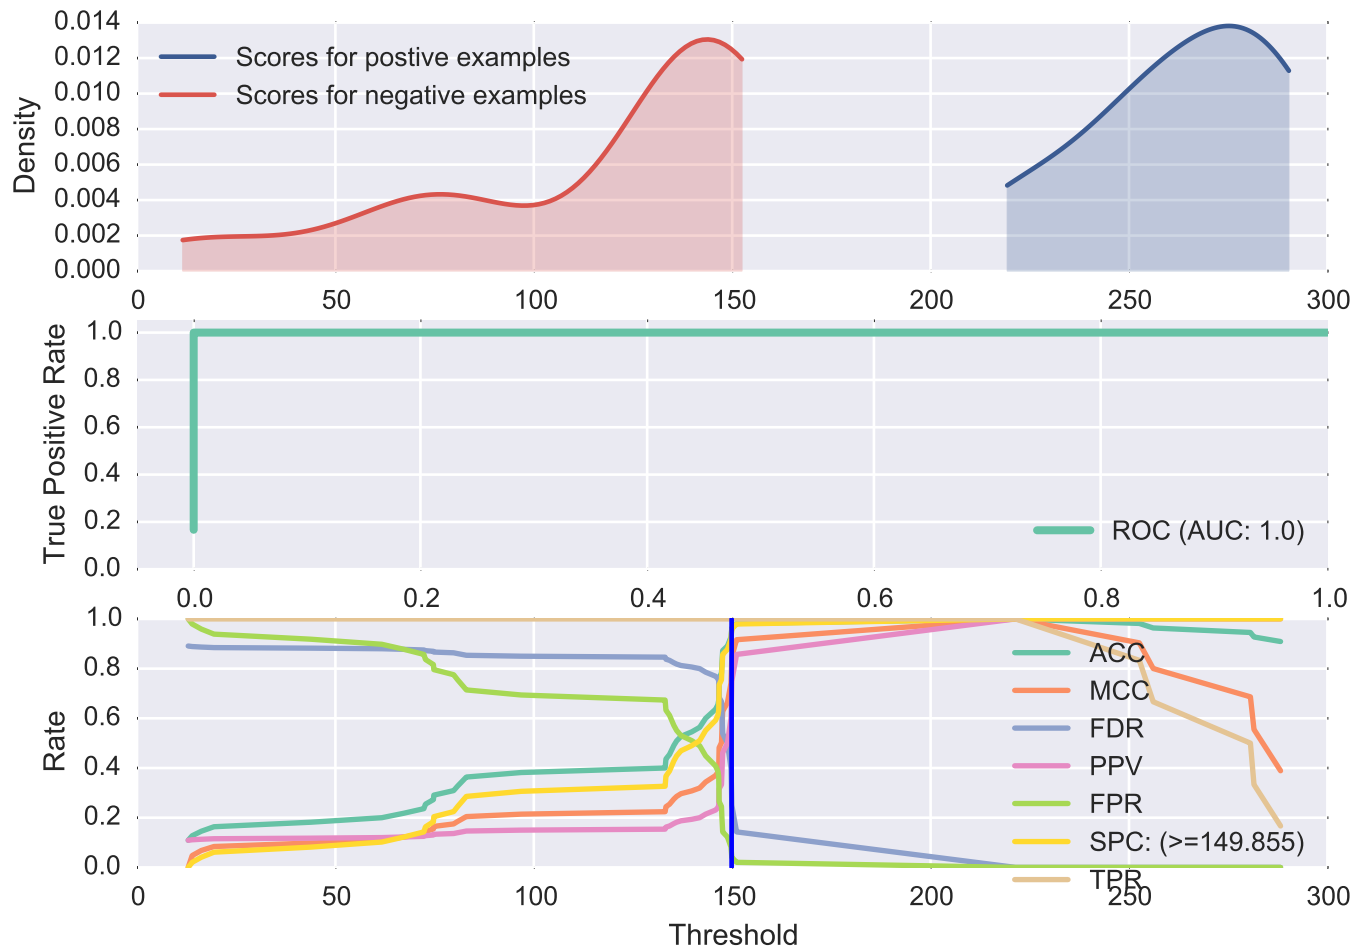 0.014
0.012
0.010
0.008
0.006
0.004
0.002
0.000
Density
Scores for postive examples
Scores for negative examples
0 50 100 150 200 250 300
1.0
0.8
0.6
0.4
0.2
0.0
True Positive Rate
ROC (AUC: 1.0)
0.0 0.2 0.4 0.6 0.8 1.0
1.0
0.8
0.6
0.4
0.2
0.0
Rate
ACC
MCC
FDR
PPV
FPR
SPC: (>=149.855)
TPR
0 50 100 150 200 250 300
Threshold